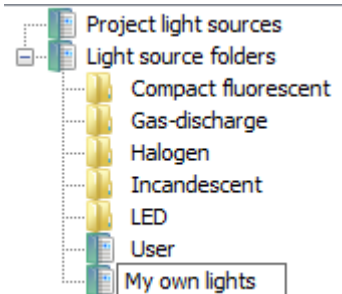 Project light sources
Light source folders
Compact fluorescent
Gas-discharge
Halogen
Incandescent
LED
User
My own lights